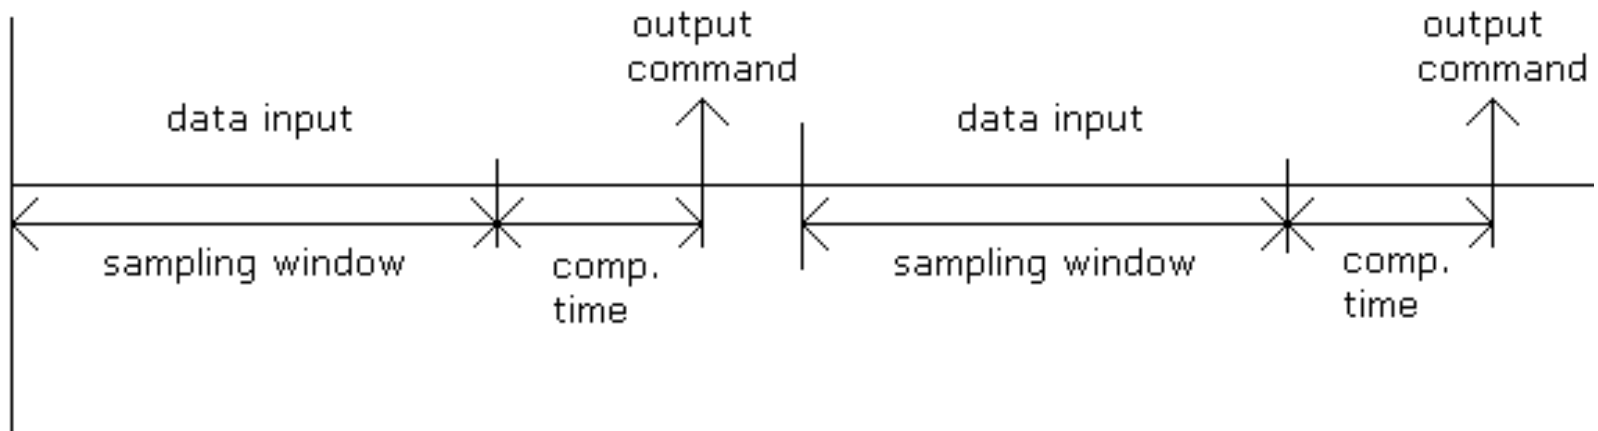 output
command
data input
sampling window
comp.
time
output
command
data input
sampling window
comp.
time